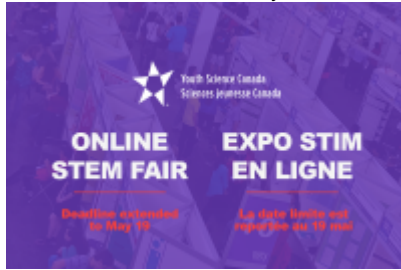 Youth Science Canada
Sciences jeunesse Canada
ONLINE
STEM FAIR
Deadline extended
to May 19
EXPO STIM
EN LIGNE
La date limite est
reportée au 19 mai